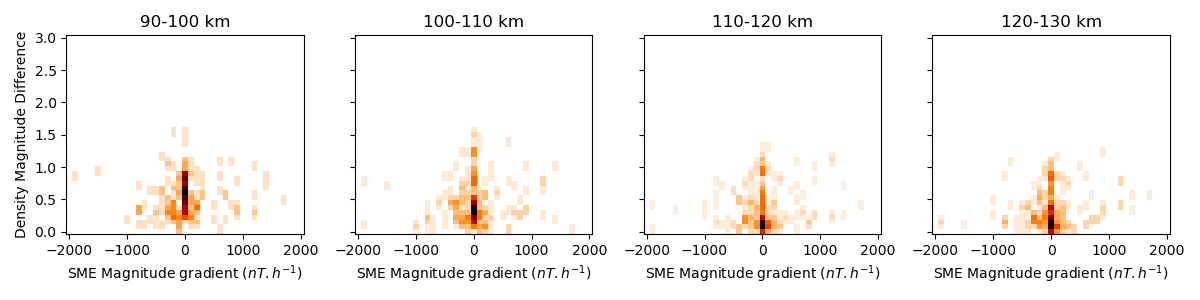 90-100 km
100-110 km
110-120 km
120-130 km
Density Magnitude Difference
3.0
2.5
2.0
1.5
1.0
0.5
0.0
−2000 −1000 0 1000 2000
−2000 −1000 0 1000 2000
−2000 −1000 0 1000 2000
−2000 −1000 0 1000 2000
SME Magnitude gradient (nT.h⁻¹)
SME Magnitude gradient (nT.h⁻¹)
SME Magnitude gradient (nT.h⁻¹)
SME Magnitude gradient (nT.h⁻¹)